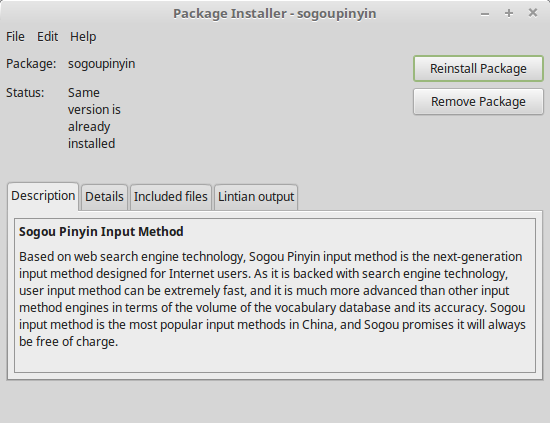 Package Installer - sogoupinyin
File Edit Help
Package: sogoupinyin
Reinstall Package
Status: Same
version is
already
installed
Remove Package
Description Details Included files Lintian output
Sogou Pinyin Input Method
Based on web search engine technology, Sogou Pinyin input method is the next-generation
input method designed for Internet users. As it is backed with search engine technology,
user input method can be extremely fast, and it is much more advanced than other input
method engines in terms of the volume of the vocabulary database and its accuracy. Sogou
input method is the most popular input methods in China, and Sogou promises it will always
be free of charge.